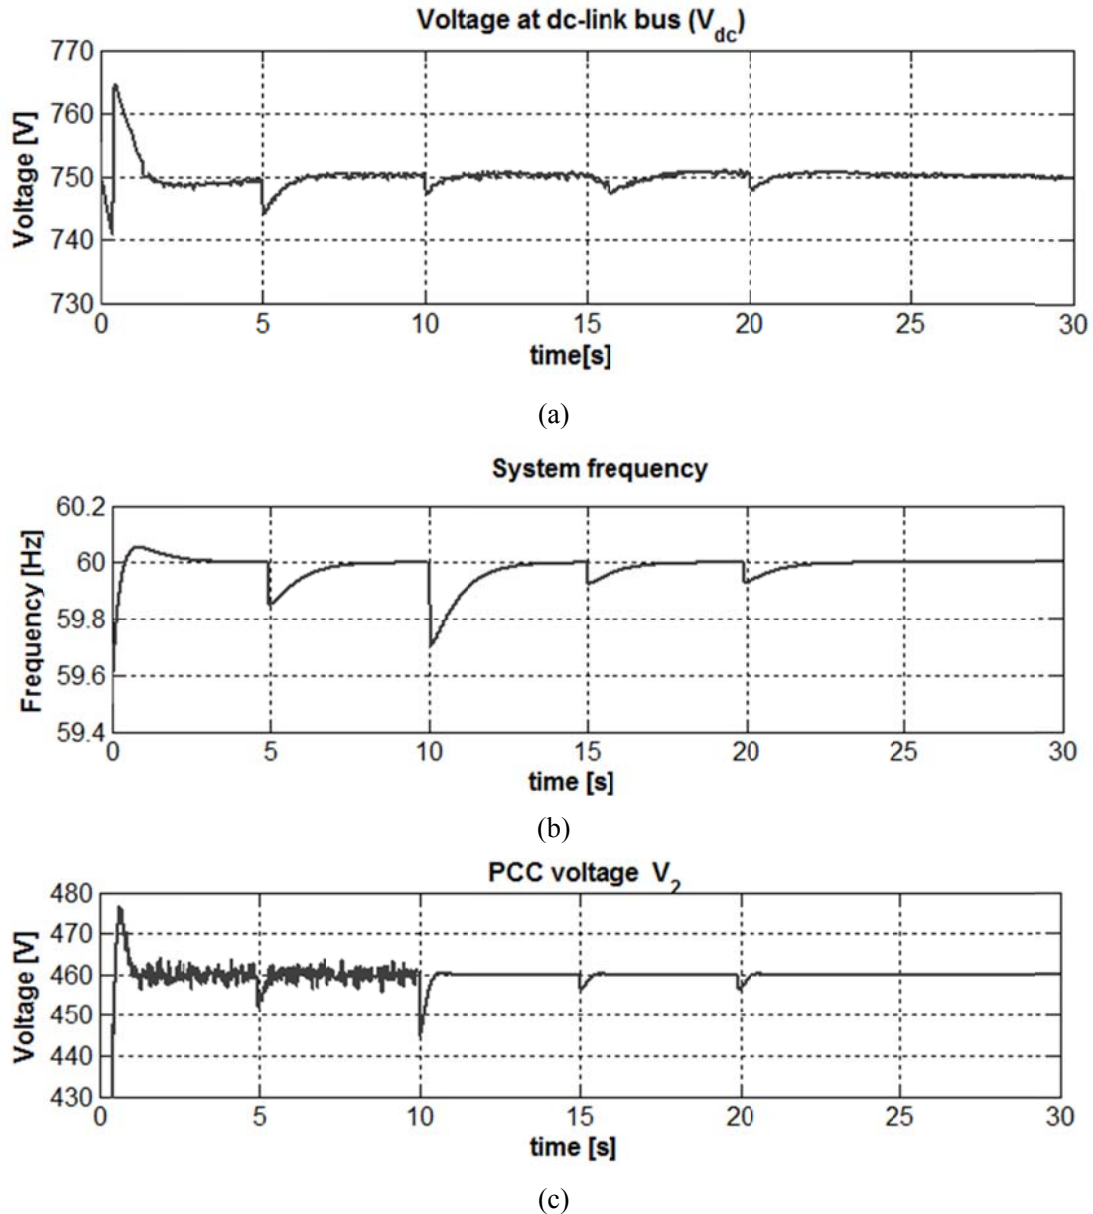 Voltage at dc-link bus (Vdc)
770
760
750
740
730
Voltage [V]
0 5 10 15 20 25 30
time[s]
(a)
System frequency
60.2
60
59.8
59.6
59.4
Frequency [Hz]
0 5 10 15 20 25 30
time [s]
(b)
PCC voltage V2
480
470
460
450
440
430
Voltage [V]
0 5 10 15 20 25 30
time [s]
(c)